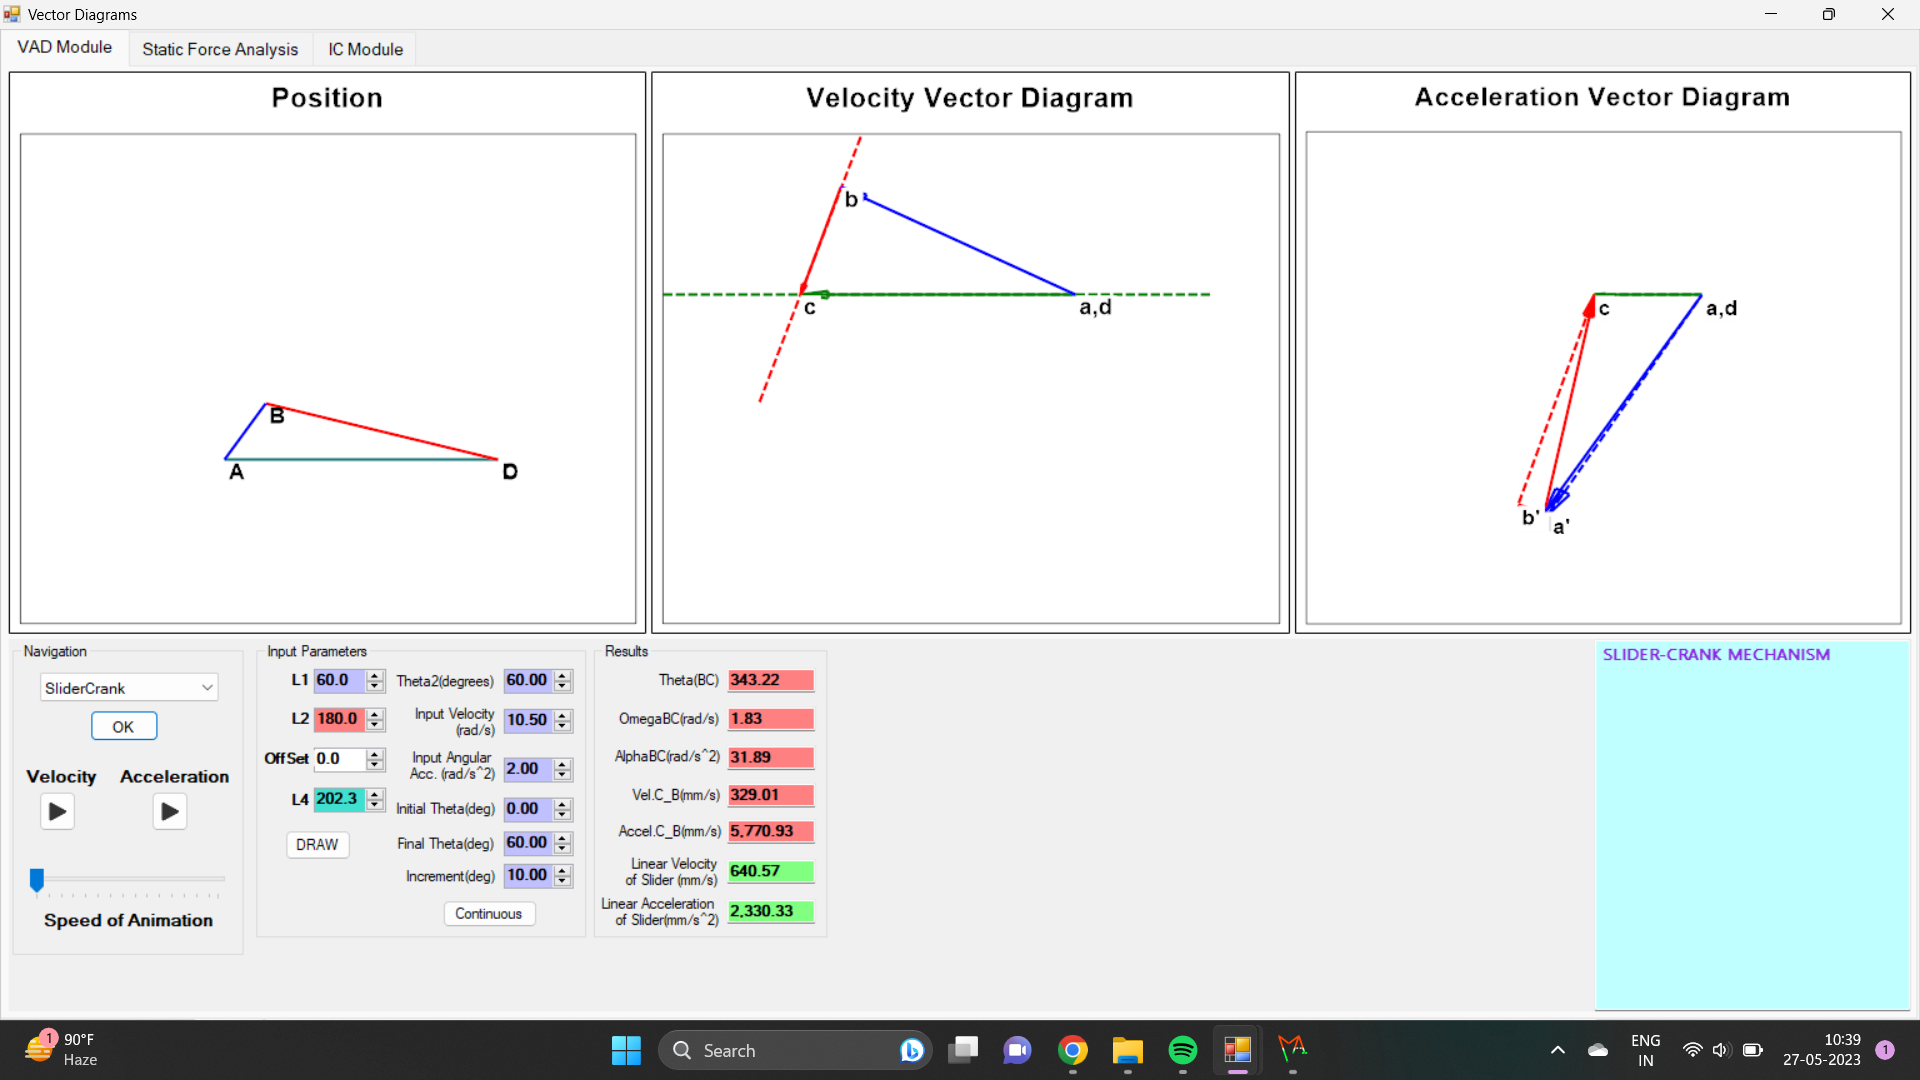 Vector Diagrams
VAD Module
Static Force Analysis
IC Module
Position
B
A
D
Velocity Vector Diagram
b
c
a,d
Acceleration Vector Diagram
c
a,d
b'
a'
Navigation
SliderCrank
OK
Velocity
Acceleration
Speed of Animation
Input Parameters
L1 60.0
L2 180.0
OffSet 0.0
L4 202.3
DRAW
Theta2(degrees) 60.00
Input Velocity
(rad/s)
10.50
Input Angular
Acc. (rad/s^2)
2.00
Initial Theta(deg) 0.00
Final Theta(deg) 60.00
Increment(deg) 10.00
Continuous
Results
Theta(BC) 343.22
OmegaBC(rad/s) 1.83
AlphaBC(rad/s^2) 31.89
Vel.C_B(mm/s) 329.01
Accel.C_B(mm/s) 5,770.93
Linear Velocity
of Slider (mm/s)
640.57
Linear Acceleration
of Slider(mm/s^2)
2,330.33
SLIDER-CRANK MECHANISM
1
90°F
Haze
Search
ENG
IN
10:39
27-05-2023
1